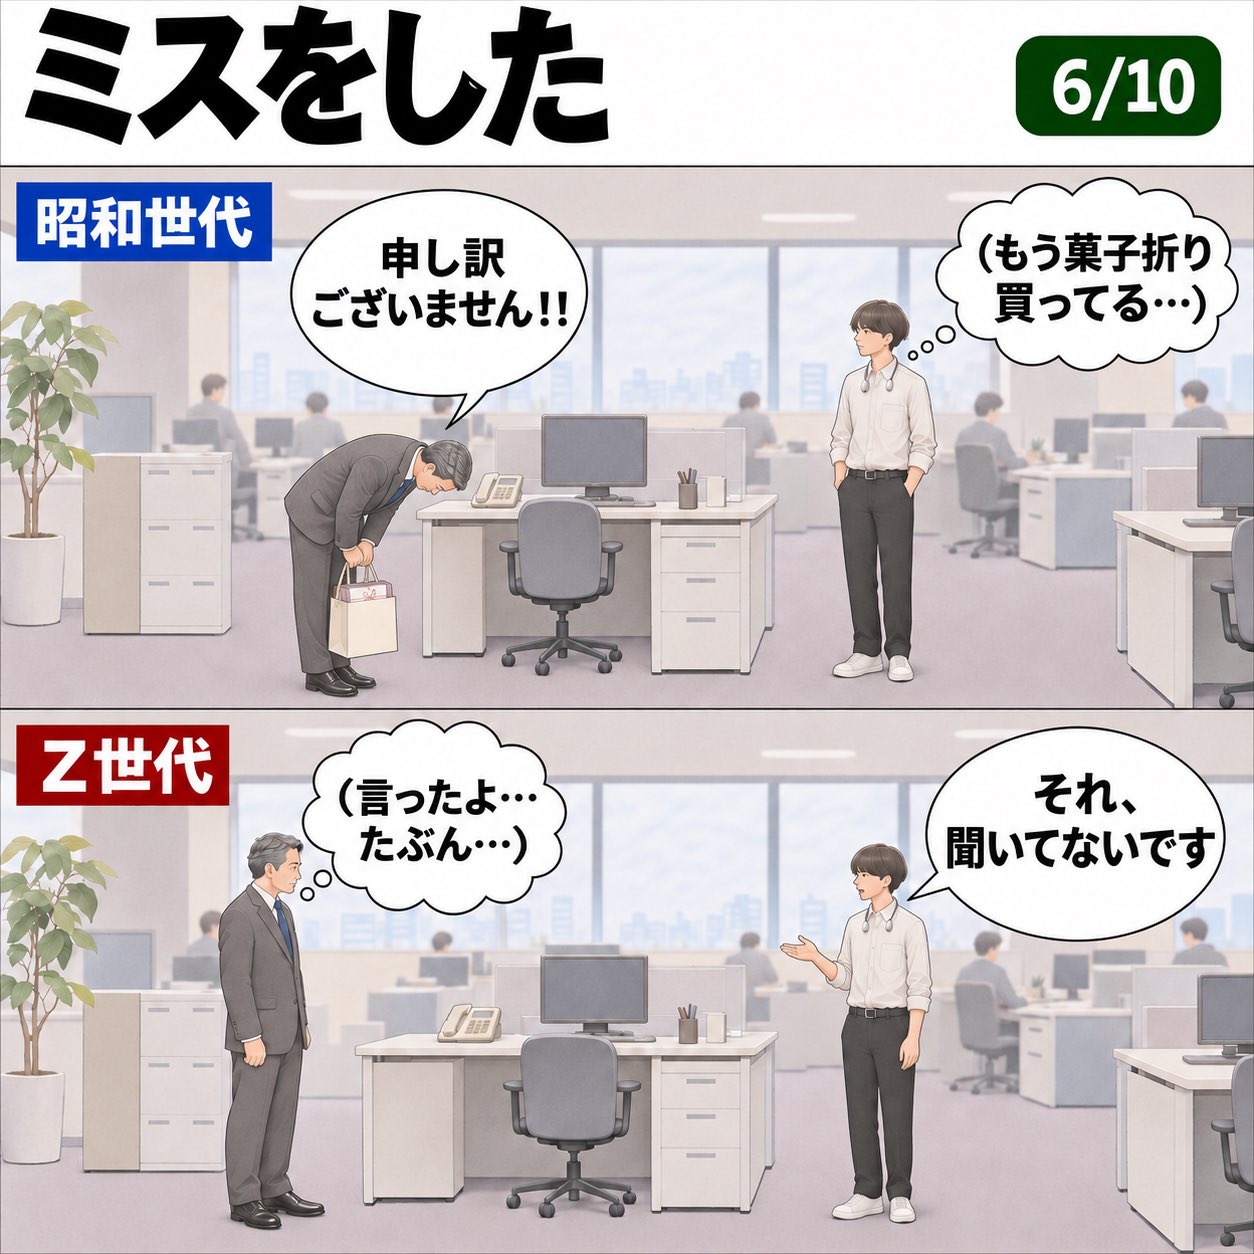 ミスをした
6/10
昭和世代
申し訳
ございません!!
(もう菓子折り
買ってる…)
Z世代
(言ったよ…
たぶん…)
それ、
聞いてないです